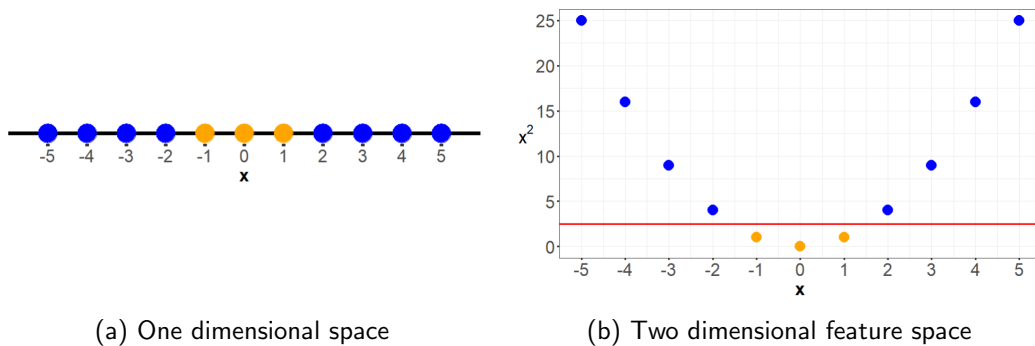 -5 -4 -3 -2 -1 0 1 2 3 4 5
x
(a) One dimensional space
25
20
15
x²
10
5
0
-5 -4 -3 -2 -1 0 1 2 3 4 5
x
(b) Two dimensional feature space